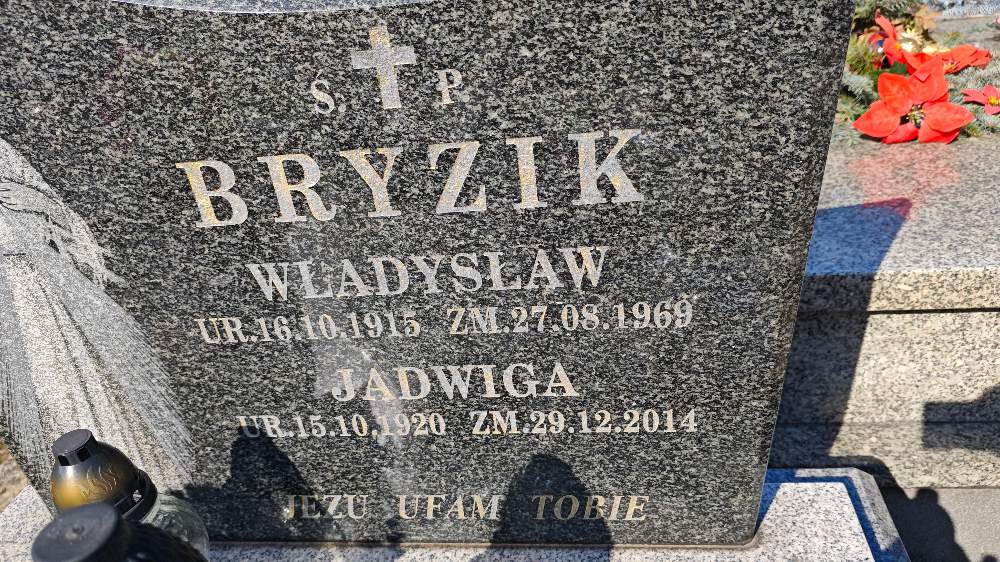 Ś. P.
BRYZIK
WŁADYSŁAW
UR.16.10.1915 ZM.27.08.1969
JADWIGA
UR.15.10.1920 ZM.29.12.2014
JEZU UFAM TOBIE